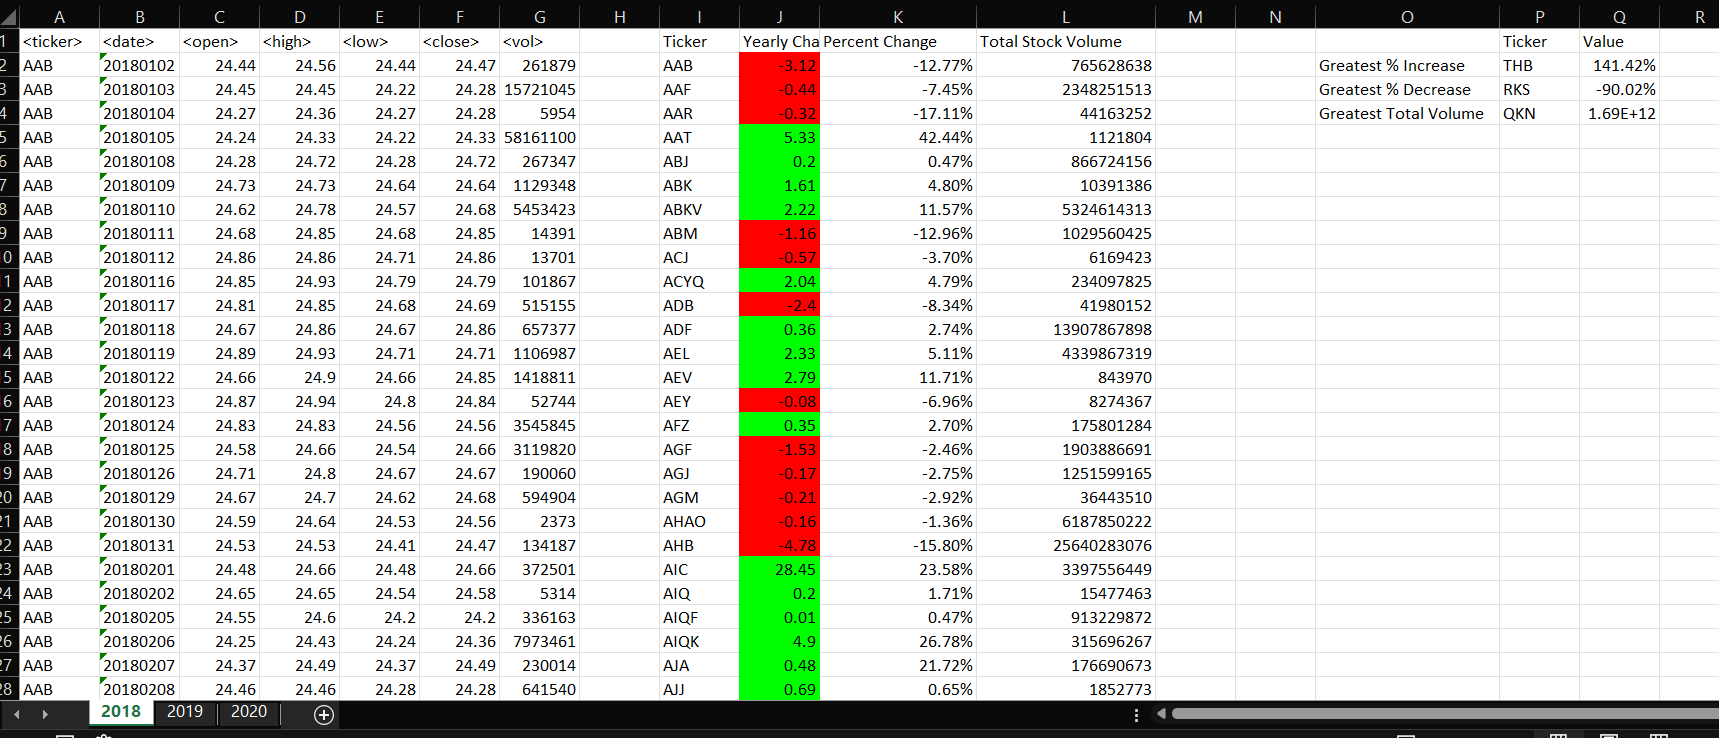 A B C D E F G H I J K L M N O P Q R
1 <ticker> <date> <open> <high> <low> <close> <vol> Ticker Yearly Cha Percent Change Total Stock Volume Ticker Value
2 AAB 20180102 24.44 24.56 24.44 24.47 261879 AAB -3.12 -12.77% 765628638 Greatest % Increase THB 141.42%
3 AAB 20180103 24.45 24.45 24.22 24.28 15721045 AAF -0.44 -7.45% 2348251513 Greatest % Decrease RKS -90.02%
4 AAB 20180104 24.27 24.36 24.27 24.28 5954 AAR -0.32 -17.11% 44163252 Greatest Total Volume QKN 1.69E+12
5 AAB 20180105 24.24 24.33 24.22 24.33 58161100 AAT 5.33 42.44% 1121804
6 AAB 20180108 24.28 24.72 24.28 24.72 267347 ABJ 0.2 0.47% 866724156
7 AAB 20180109 24.73 24.73 24.64 24.64 1129348 ABK 1.61 4.80% 10391386
8 AAB 20180110 24.62 24.78 24.57 24.68 5453423 ABKV 2.22 11.57% 5324614313
9 AAB 20180111 24.68 24.85 24.68 24.85 14391 ABM -1.16 -12.96% 1029560425
0 AAB 20180112 24.86 24.86 24.71 24.86 13701 ACJ -0.57 -3.70% 6169423
1 AAB 20180116 24.85 24.93 24.79 24.79 101867 ACYQ 2.04 4.79% 234097825
2 AAB 20180117 24.81 24.85 24.68 24.69 515155 ADB -2.4 -8.34% 41980152
3 AAB 20180118 24.67 24.86 24.67 24.86 657377 ADF 0.36 2.74% 13907867898
4 AAB 20180119 24.89 24.93 24.71 24.71 1106987 AEL 2.33 5.11% 4339867319
5 AAB 20180122 24.66 24.9 24.66 24.85 1418811 AEV 2.79 11.71% 843970
6 AAB 20180123 24.87 24.94 24.8 24.84 52744 AEY -0.08 -6.96% 8274367
7 AAB 20180124 24.83 24.83 24.56 24.56 3545845 AFZ 0.35 2.70% 175801284
8 AAB 20180125 24.58 24.66 24.54 24.66 3119820 AGF -1.53 -2.46% 1903886691
9 AAB 20180126 24.71 24.8 24.67 24.67 190060 AGJ -0.17 -2.75% 1251599165
20 AAB 20180129 24.67 24.7 24.62 24.68 594904 AGM -0.21 -2.92% 36443510
21 AAB 20180130 24.59 24.64 24.53 24.56 2373 AHAO -0.16 -1.36% 6187850222
22 AAB 20180131 24.53 24.53 24.41 24.47 134187 AHB -4.78 -15.80% 25640283076
23 AAB 20180201 24.48 24.66 24.48 24.66 372501 AIC 28.45 23.58% 3397556449
24 AAB 20180202 24.55 24.65 24.54 24.58 5314 AIQ 0.2 1.71% 15477463
25 AAB 20180205 24.55 24.6 24.2 24.2 336163 AIQF 0.01 0.47% 913229872
26 AAB 20180206 24.25 24.43 24.24 24.36 7973461 AIQK 4.9 26.78% 315696267
27 AAB 20180207 24.37 24.49 24.37 24.49 230014 AJA 0.48 21.72% 176690673
28 AAB 20180208 24.46 24.46 24.28 24.28 641540 AJJ 0.69 0.65% 1852773
2018 2019 2020